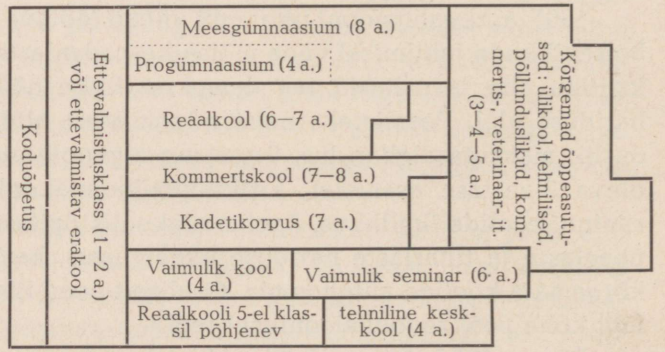 Koduõpetus
Ettevalmistusklass (1—2 a.)
või ettevalmistav erakool
Meesgümnaasium (8 a.)
Progümnaasium (4 a.)
Reaalkool (6—7 a.)
Kommertskool (7—8 a.)
Kadetikorpus (7 a.)
Vaimulik kool
(4 a.)
Vaimulik seminar (6 a.)
Reaalkooli 5-el klas-
sil põhjenev
tehniline kesk-
kool (4 a.)
Kõrgemad õppeasutu-
sed: ülikool, tehnilised,
põllunduslikud, kom-
merts-, veterinaar- jt.
(3—4—5 a.)